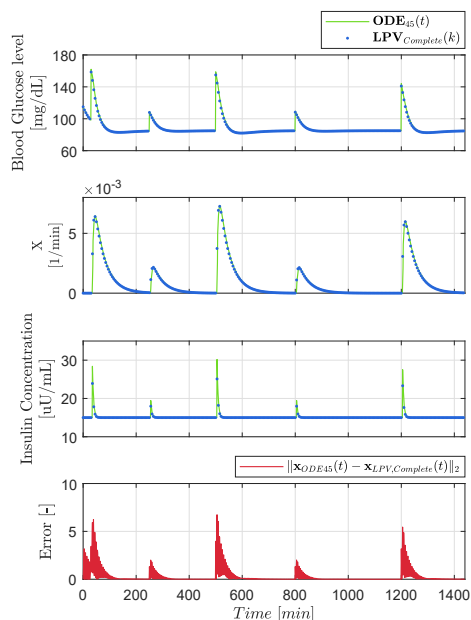 ODE45(t)
LPVComplete(k)
Blood Glucose level
[mg/dL]
180
140
100
60
×10-3
X
[1/min]
5
0
Insulin Concentration
[uU/mL]
30
20
10
‖xODE45(t) − xLPV,Complete(t)‖2
Error [-]
10
5
0
0 200 400 600 800 1000 1200 1400
Time [min]